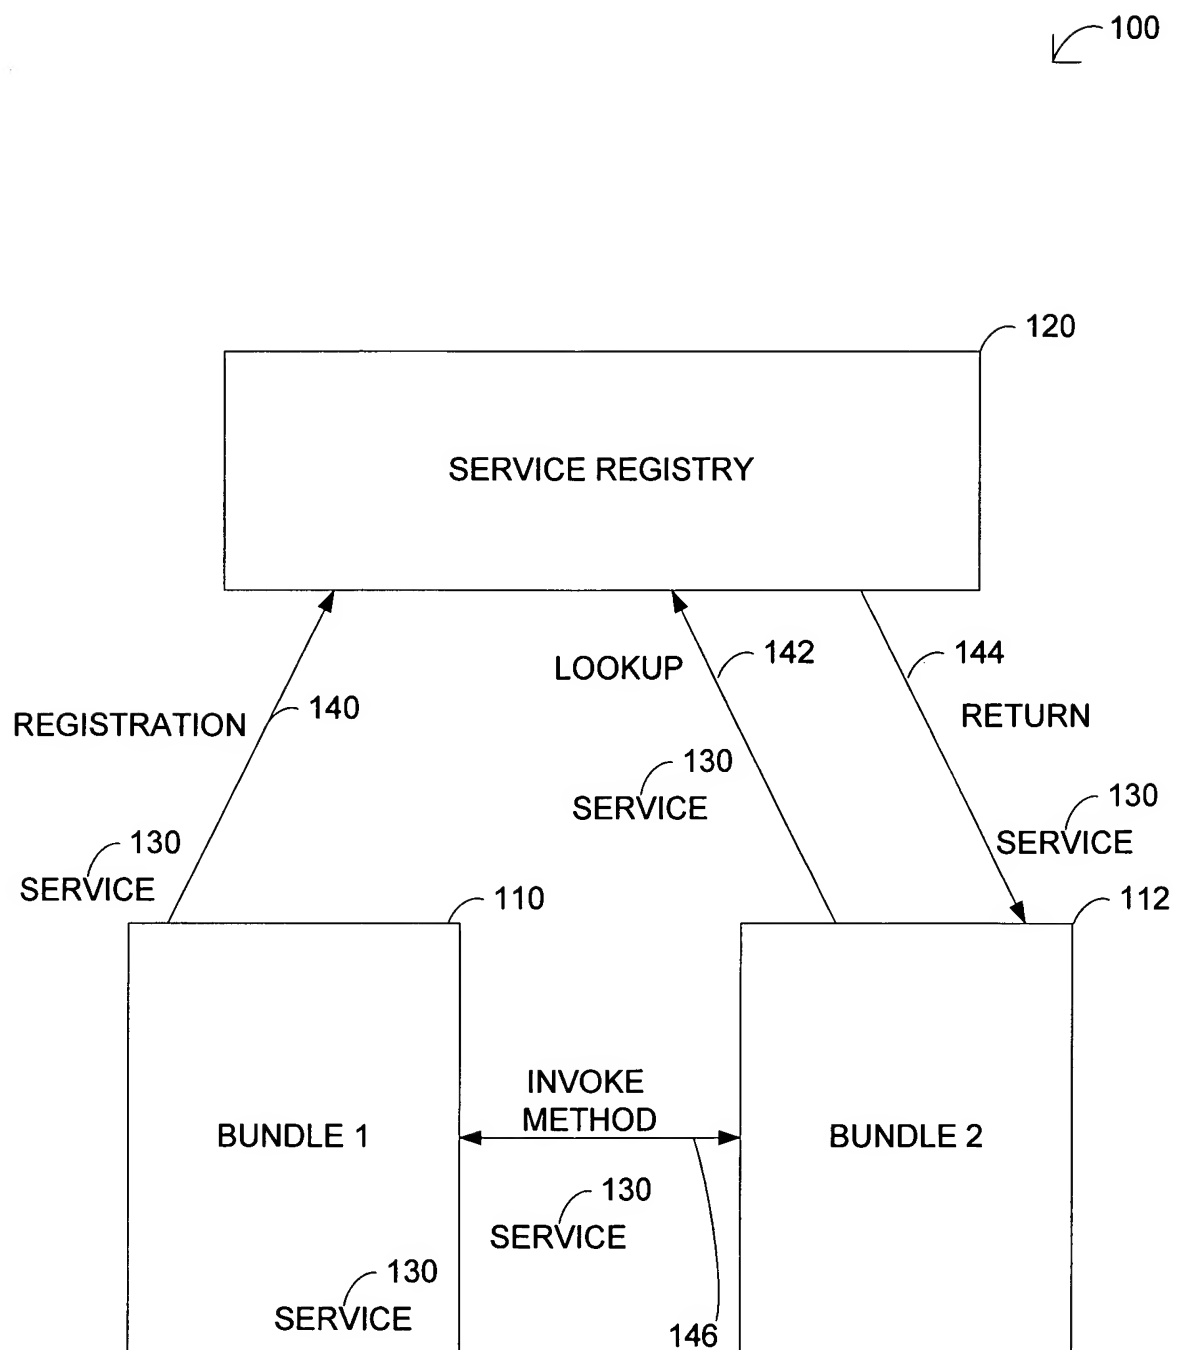 100
120
SERVICE REGISTRY
LOOKUP
142
144
REGISTRATION
140
RETURN
130
SERVICE
130
SERVICE
130
SERVICE
110
112
INVOKE
METHOD
BUNDLE 1
BUNDLE 2
130
SERVICE
130
SERVICE
146